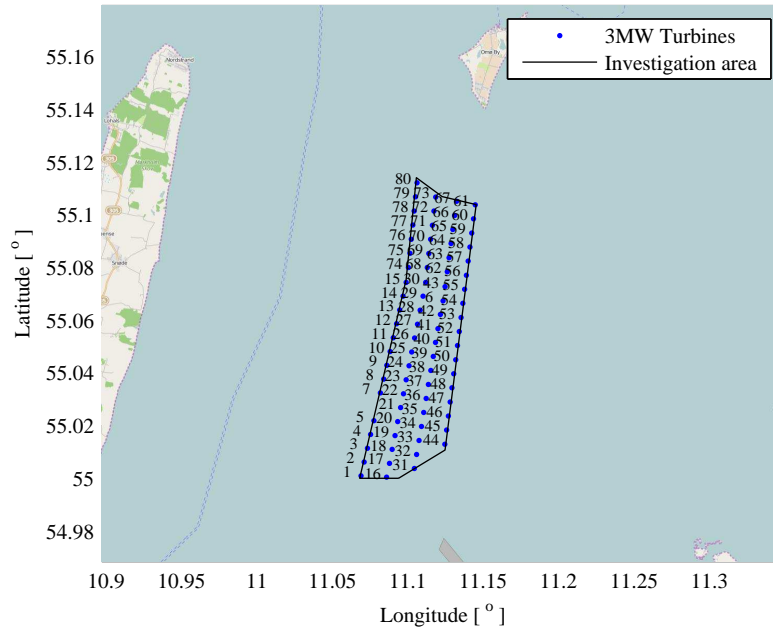 3MW Turbines
Investigation area
55.16
55.14
55.12
55.1
55.08
55.06
55.04
55.02
55
54.98
Latitude [ ° ]
Nordstrand
Lohals
Snøde
80
79 73 67 61
78 72 66 60
77 71 65 59
76 70 64 58
75 69 63 57
74 68 62 56
15 30 43 55
14 29 6 54
13 28 42 53
12 27 41 52
11 26 40 51
10 25 39 50
9 24 38 49
8 23 37 48
7 22 36 47
21 35 46
5 20 34 45
4 19 33 44
3 18 32
2 17 31
1 16
10.9 10.95 11 11.05 11.1 11.15 11.2 11.25 11.3
Longitude [ ° ]